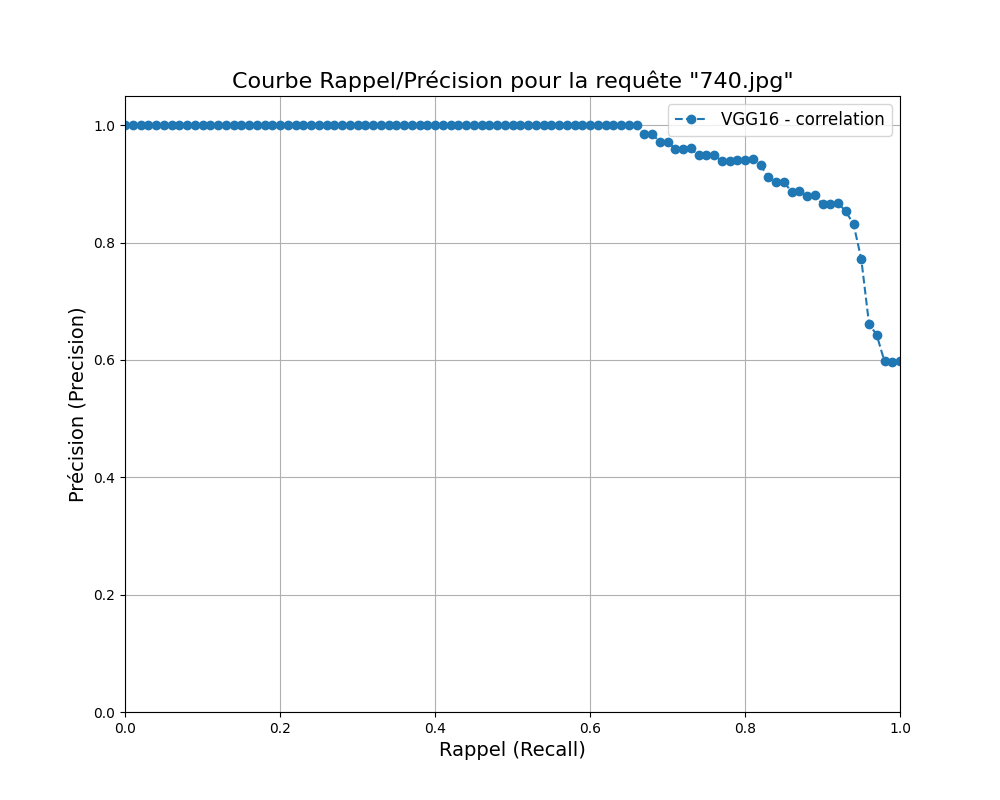 Courbe Rappel/Précision pour la requête "740.jpg"
VGG16 - correlation
1.0
0.8
0.6
0.4
0.2
0.0
Précision (Precision)
0.0 0.2 0.4 0.6 0.8 1.0
Rappel (Recall)